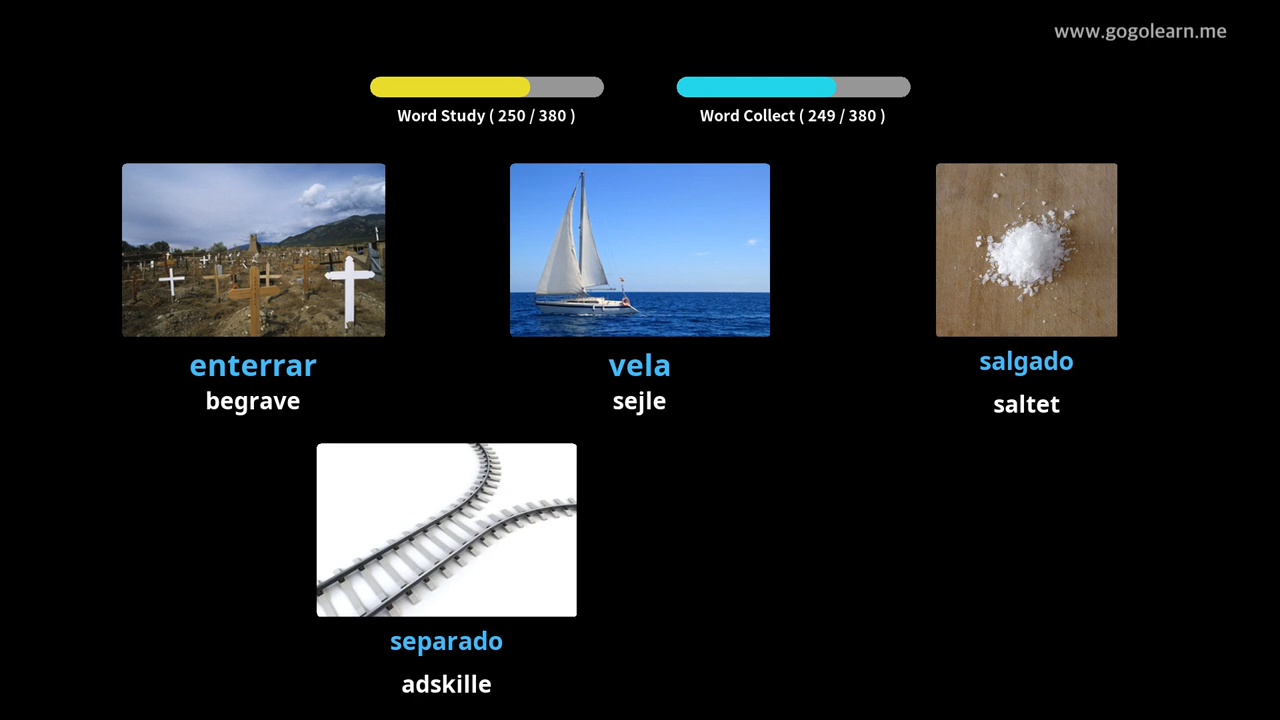 www.gogolearn.me
Word Study ( 250 / 380 )
Word Collect ( 249 / 380 )
enterrar
begrave
vela
sejle
salgado
saltet
separado
adskille